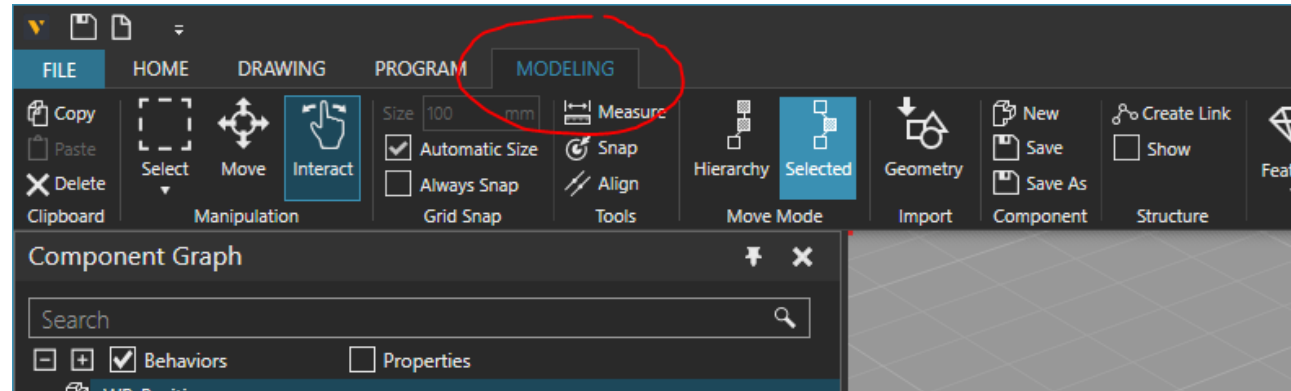 FILE HOME DRAWING PROGRAM MODELING
Copy
Paste
Delete
Clipboard
Select
Move
Interact
Manipulation
Size 100 mm
Automatic Size
Always Snap
Grid Snap
Measure
Snap
Align
Tools
Hierarchy
Selected
Move Mode
Geometry
Import
New
Save
Save As
Component
Create Link
Show
Structure
Component Graph
Search
Behaviors Properties